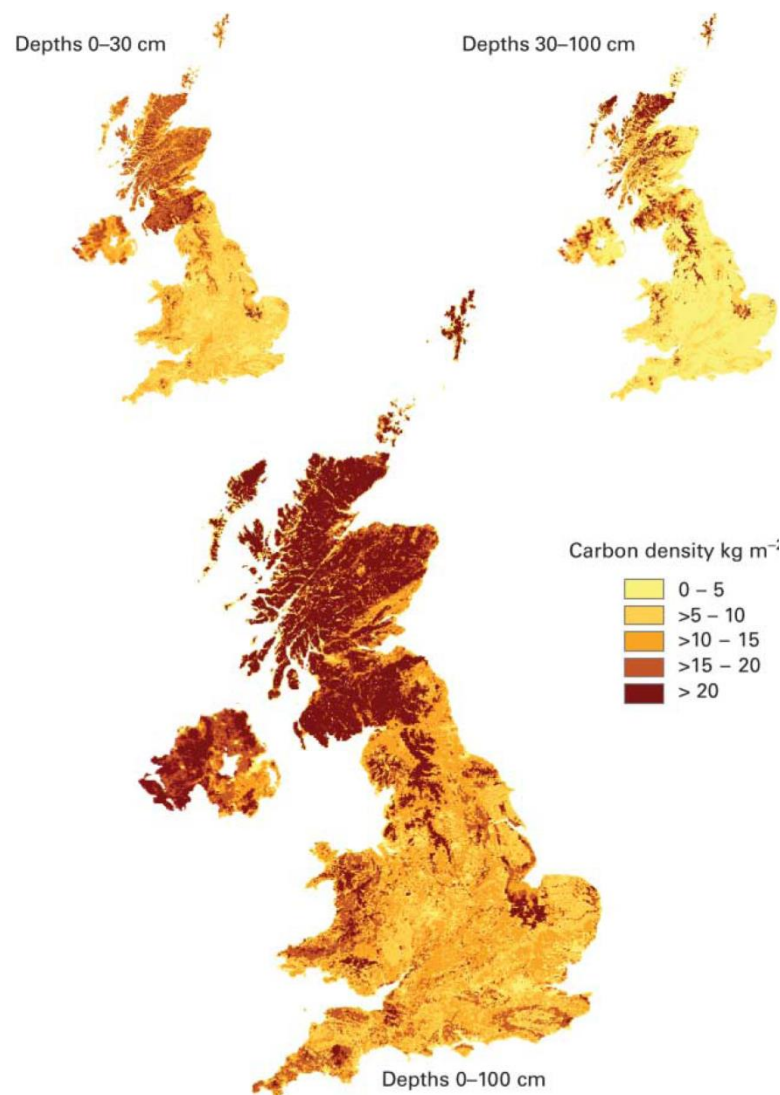 Depths 0–30 cm
Depths 30–100 cm
Carbon density kg m⁻²
0 – 5
>5 – 10
>10 – 15
>15 – 20
> 20
Depths 0–100 cm